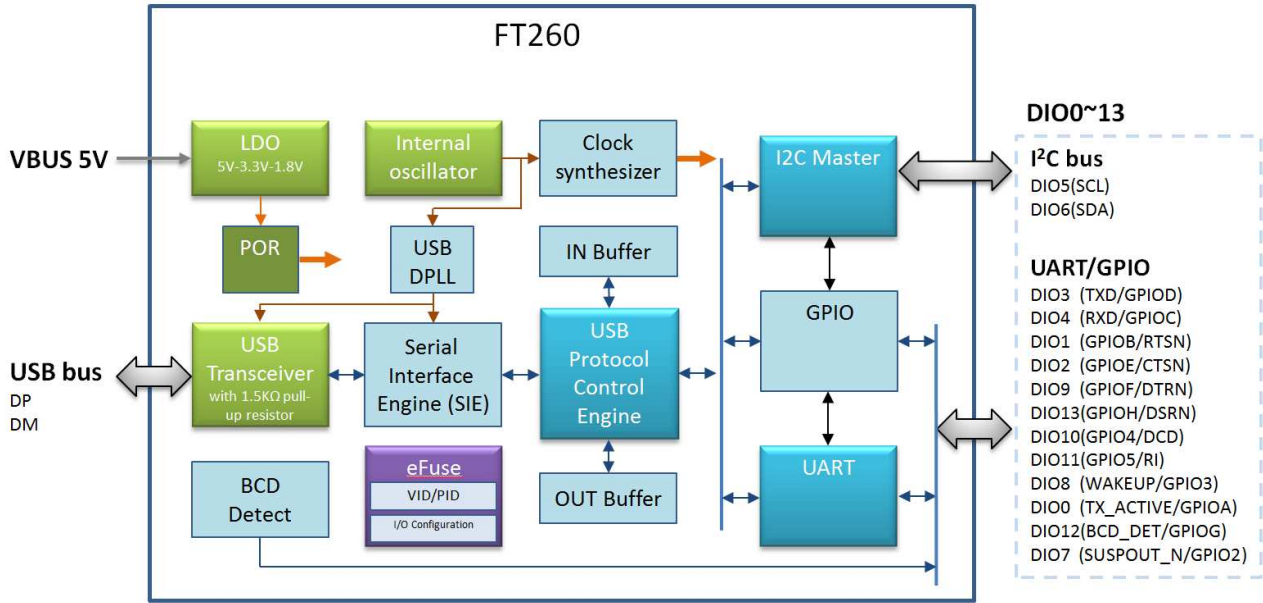 FT260
VBUS 5V
LDO
5V-3.3V-1.8V
Internal
oscillator
Clock
synthesizer
I2C Master
POR
USB
DPLL
IN Buffer
GPIO
USB bus
DP
DM
USB
Transceiver
with 1.5KΩ pull-
up resistor
Serial
Interface
Engine (SIE)
USB
Protocol
Control
Engine
BCD
Detect
eFuse
VID/PID
I/O Configuration
OUT Buffer
UART
DIO0~13
I²C bus
DIO5(SCL)
DIO6(SDA)
UART/GPIO
DIO3 (TXD/GPIOD)
DIO4 (RXD/GPIOC)
DIO1 (GPIOB/RTSN)
DIO2 (GPIOE/CTSN)
DIO9 (GPIOF/DTRN)
DIO13(GPIOH/DSRN)
DIO10(GPIO4/DCD)
DIO11(GPIO5/RI)
DIO8 (WAKEUP/GPIO3)
DIO0 (TX_ACTIVE/GPIOA)
DIO12(BCD_DET/GPIOG)
DIO7 (SUSPOUT_N/GPIO2)